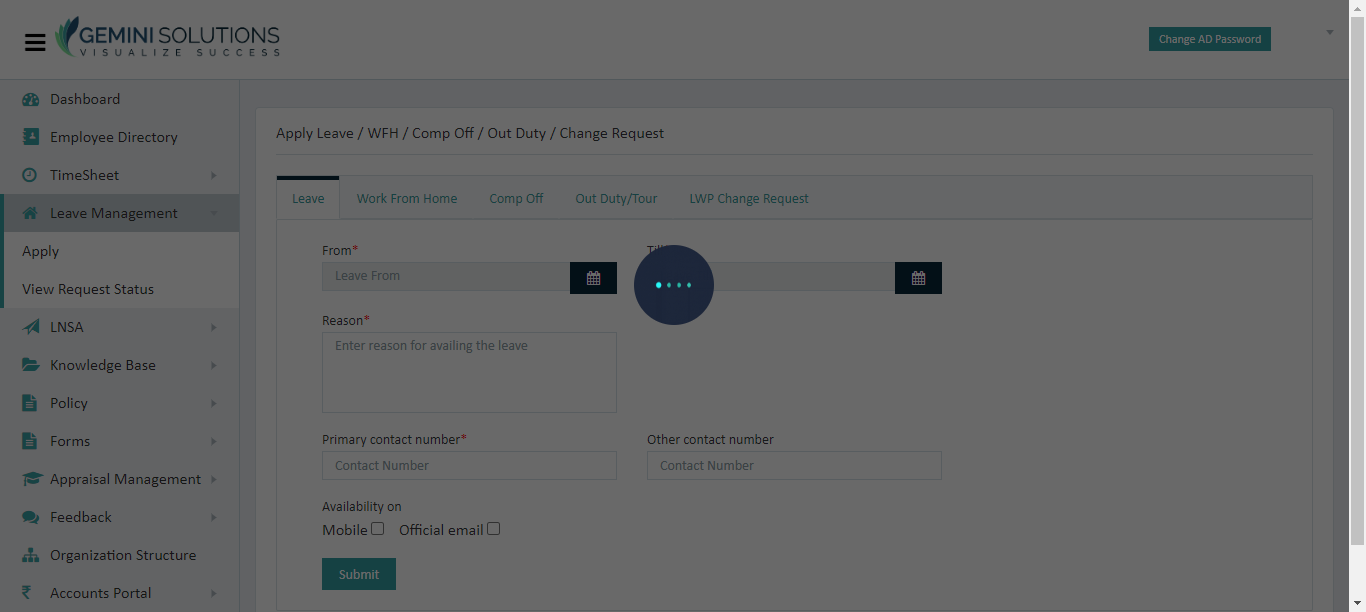 GEMINI SOLUTIONS
VISUALIZE SUCCESS
Change AD Password
Dashboard
Employee Directory
TimeSheet
Leave Management
Apply
View Request Status
LNSA
Knowledge Base
Policy
Forms
Appraisal Management
Feedback
Organization Structure
₹ Accounts Portal
Apply Leave / WFH / Comp Off / Out Duty / Change Request
Leave Work From Home Comp Off Out Duty/Tour LWP Change Request
From*
Leave From
Reason*
Enter reason for availing the leave
Primary contact number* Other contact number
Contact Number Contact Number
Availability on
Mobile Official email
Submit